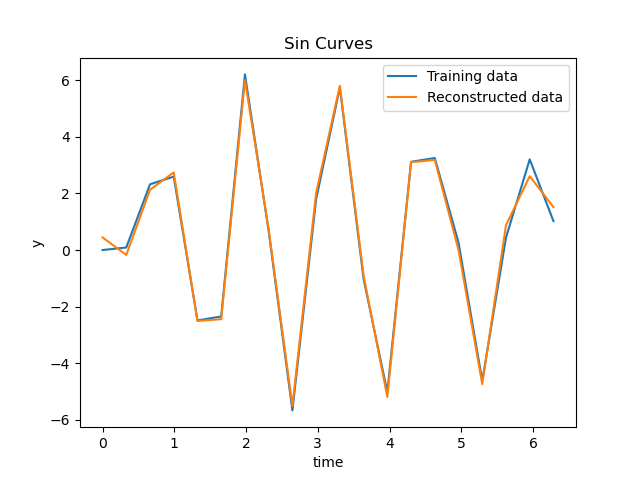 Sin Curves
Training data
Reconstructed data
6
4
2
0
−2
−4
−6
y
0 1 2 3 4 5 6
time